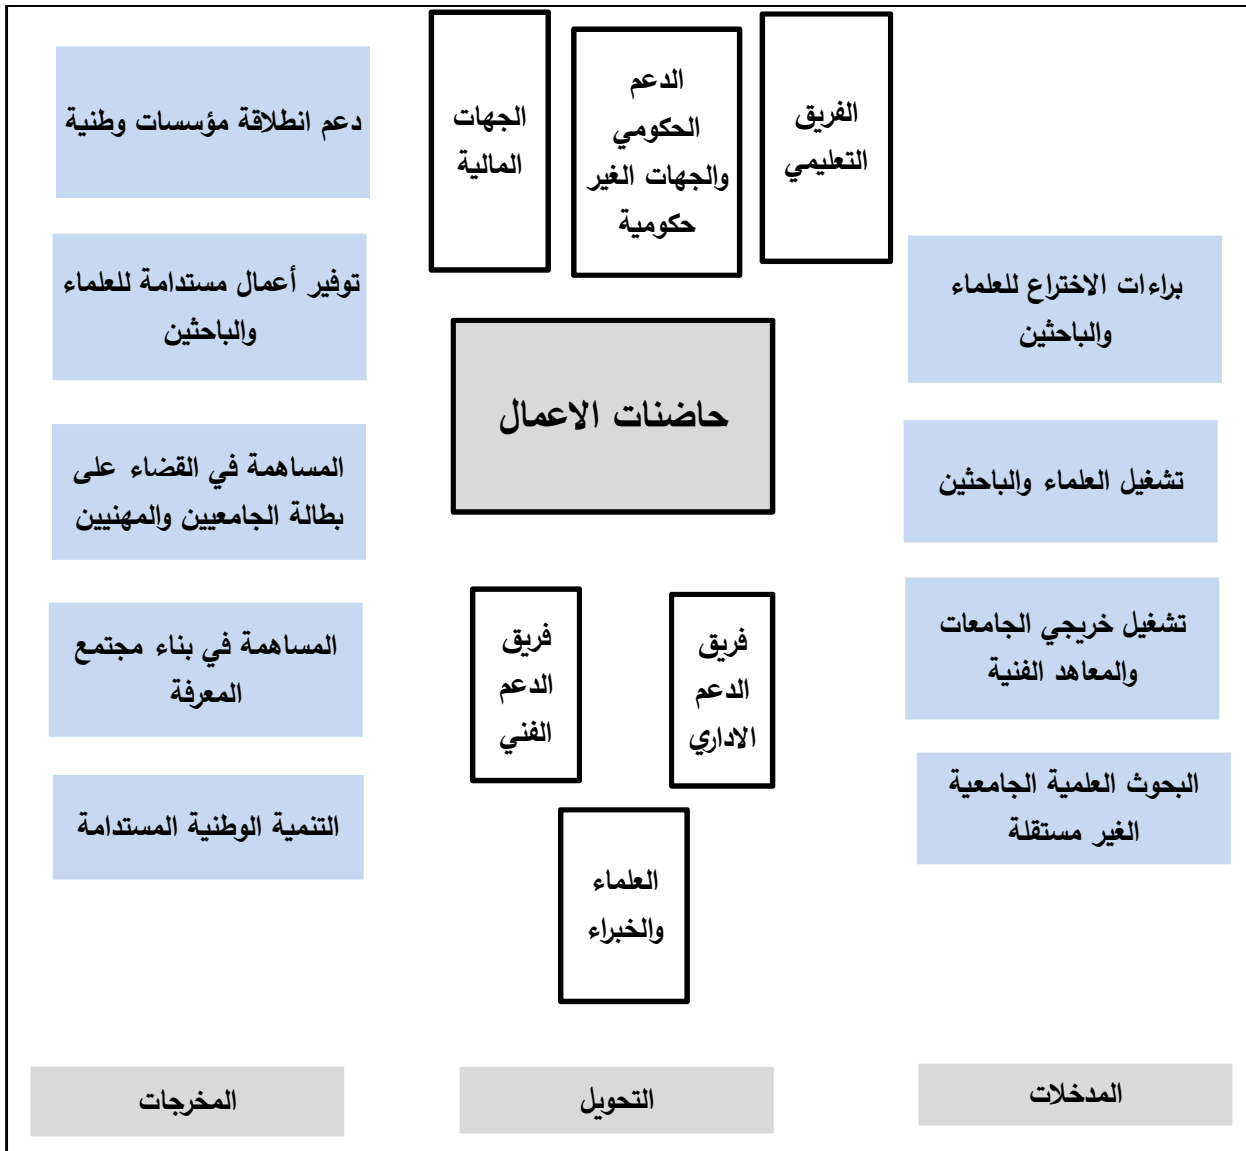 الفريق
التعليمي
الدعم
الحكومي
والجهات الغير
حكومية
الجهات
المالية
حاضنات الاعمال
فريق
الدعم
الاداري
فريق
الدعم
الفني
العلماء
والخبراء
براءات الاختراع للعلماء
والباحثين
تشغيل العلماء والباحثين
تشغيل خريجي الجامعات
والمعاهد الفنية
البحوث العلمية الجامعية
الغير مستقلة
دعم انطلاقة مؤسسات وطنية
توفير أعمال مستدامة للعلماء
والباحثين
المساهمة في القضاء على
بطالة الجامعيين والمهنيين
المساهمة في بناء مجتمع
المعرفة
التنمية الوطنية المستدامة
المدخلات
التحويل
المخرجات